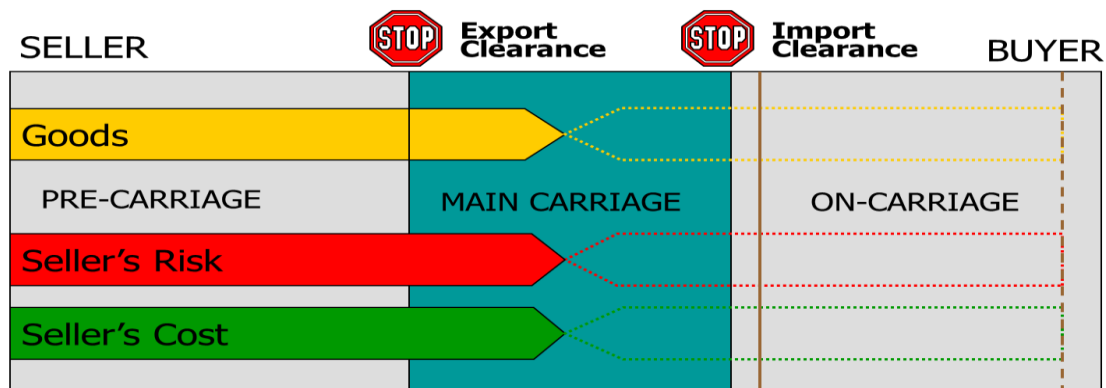 SELLER
STOP
Export
Clearance
STOP
Import
Clearance
BUYER
Goods
PRE-CARRIAGE
MAIN CARRIAGE
ON-CARRIAGE
Seller’s Risk
Seller’s Cost